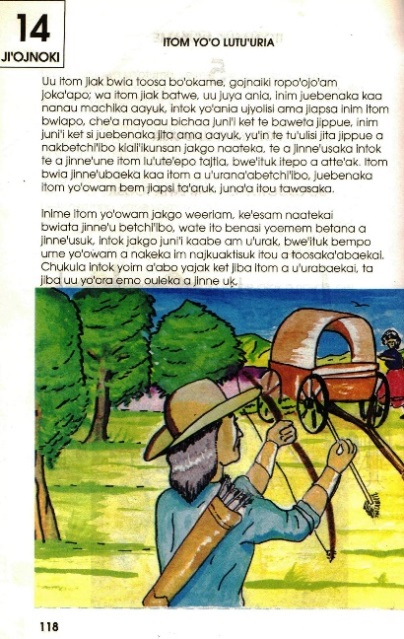 14
JI'OJNOKI
ITOM YO'O LUTU'URIA
Uu itom jiak bwia toosa bo'okame, gojnaiki ropo'ojo'am
joka'apo; wa itom jiak batwe, uu juya ania, inim juebenaka kaa
nanau machika aayuk, intok yo'ania ujyolisi ama jiapsa inim itom
bwiapo, che'a mayoau bichaa juni'i ket te baweta jippue, inim
juni'i ket si juebenaka jita ama aayuk, yu'in te tu'ulisi jita jippue a
nakbetchi'ibo kiali'ikunsan jakgo naateka, te a jinne'usaka intok
te a jinne'une itom lu'ute'epo tajtia, bwe'ituk itepo a atte'ak. Itom
bwia jinne'ubaeka kaa itom a u'urana'abetchi'ibo, juebenaka
itom yo'owam bem jiapsi ta'aruk, juna'a itou tawasaka.
Inime itom yo'owam jakgo weeriam, ke'esam naatekai
bwiata jinne'u betchi'ibo, wate ito benasi yoemem betana a
jinne'usuk, intok jakgo juni'i kaabe am u'urak, bwe'ituk bempo
ume yo'owam a nakeka im najkuaktisuk itou a toosaka'abaekai.
Chukula intok yoim a'abo yajak ket jiba itom a u'urabaekai, ta
jiba uu yo'ora emo ouleka a jinne uk.
118